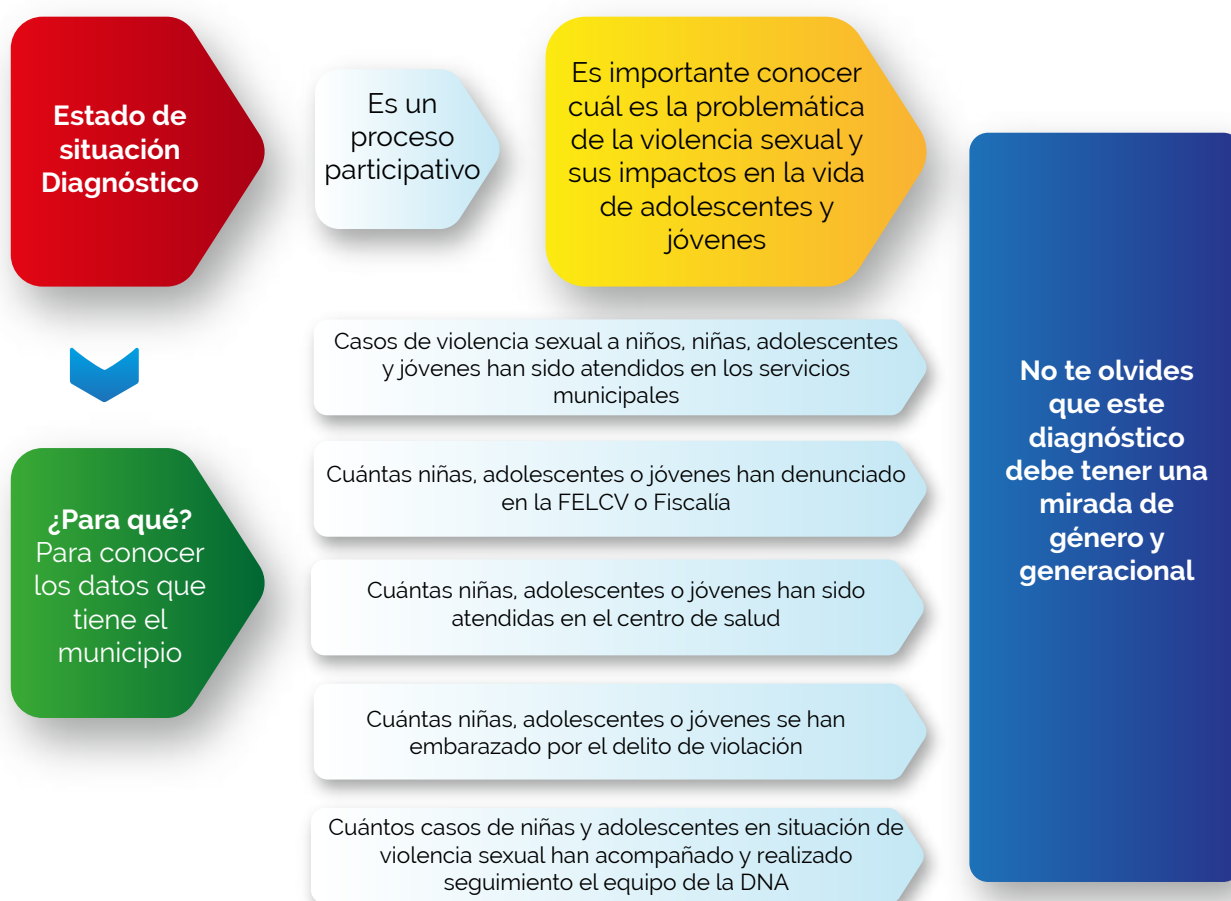 Estado de
situación
Diagnóstico
Es un
proceso
participativo
Es importante conocer
cuál es la problemática
de la violencia sexual y
sus impactos en la vida
de adolescentes y
jóvenes
¿Para qué?
Para conocer
los datos que
tiene el
municipio
Casos de violencia sexual a niños, niñas, adolescentes
y jóvenes han sido atendidos en los servicios
municipales
Cuántas niñas, adolescentes o jóvenes han denunciado
en la FELCV o Fiscalía
Cuántas niñas, adolescentes o jóvenes han sido
atendidas en el centro de salud
Cuántas niñas, adolescentes o jóvenes se han
embarazado por el delito de violación
Cuántos casos de niñas y adolescentes en situación de
violencia sexual han acompañado y realizado
seguimiento el equipo de la DNA
No te olvides
que este
diagnóstico
debe tener una
mirada de
género y
generacional